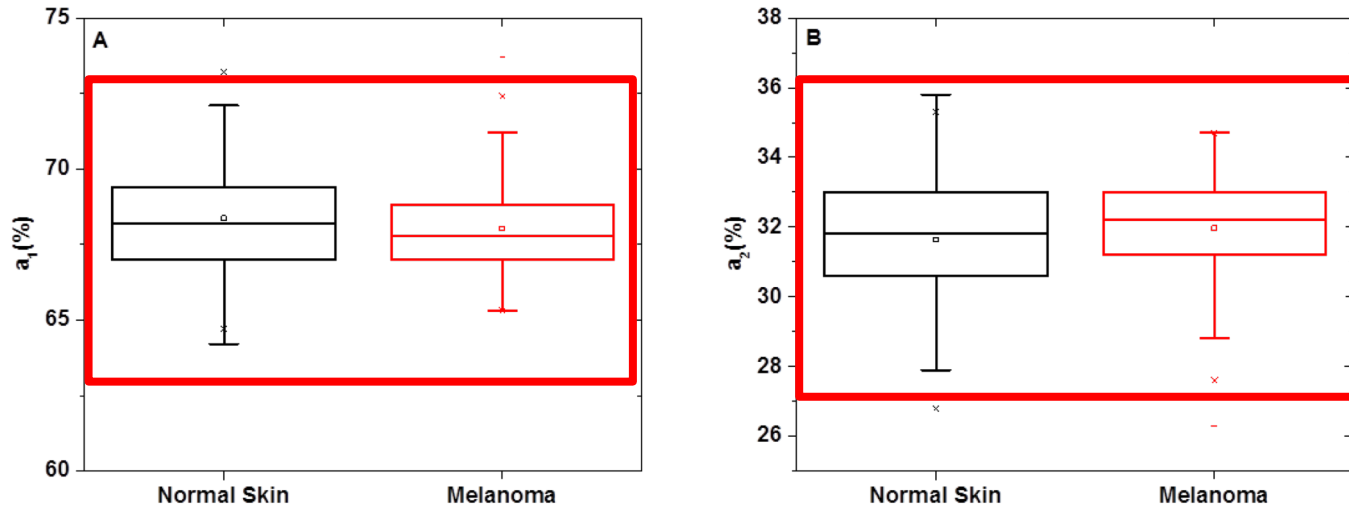 A
75
70
65
60
a1(%)
Normal Skin
Melanoma
B
38
36
34
32
30
28
26
a2(%)
Normal Skin
Melanoma